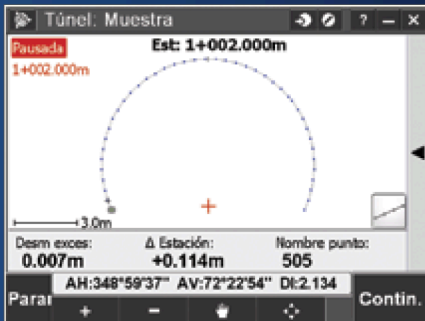 Túnel: Muestra ? — ×
Pausada
Est: 1+002.000m
1+002.000m
3.0m
Desm exces: Δ Estación: Nombre punto:
0.007m +0.114m 505
AH:348°59'37" AV:72°22'54" DI:2.134
Parar Contin.
+ −